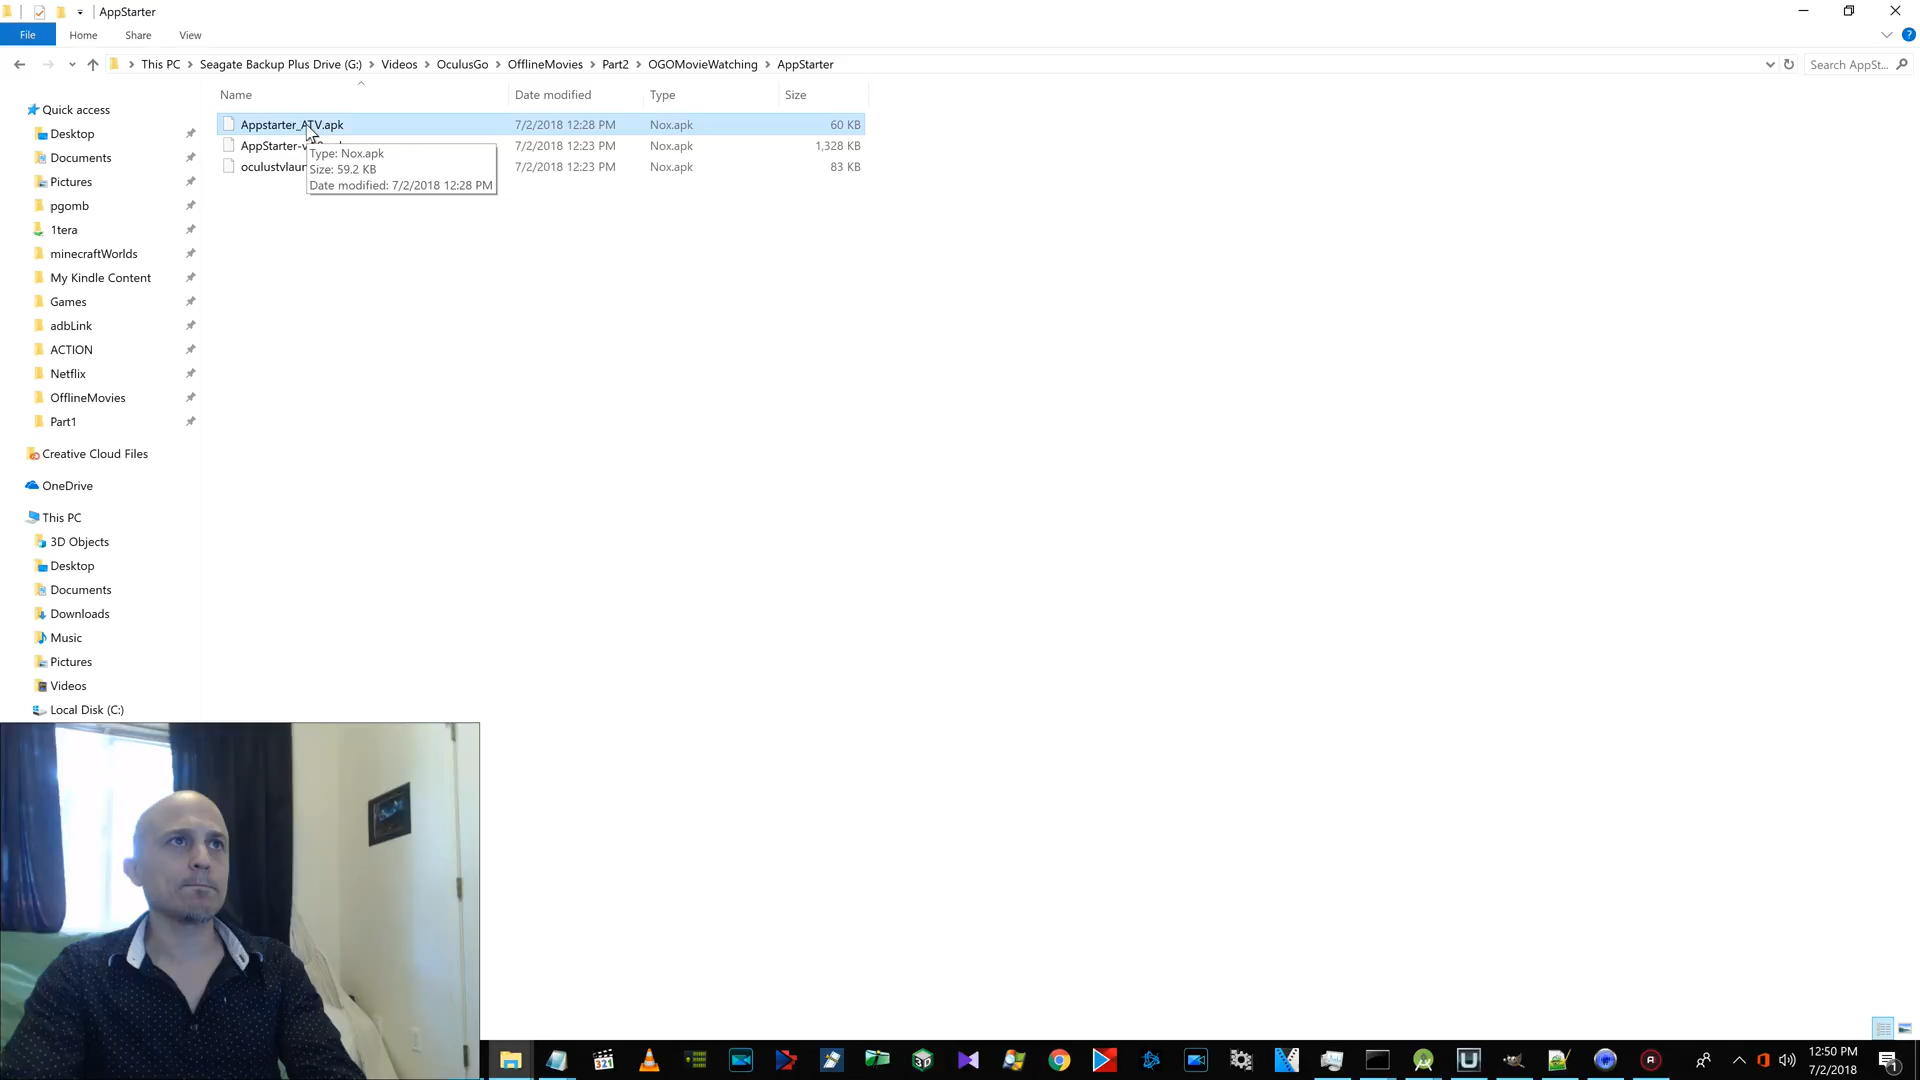 AppStarter
File Home Share View
This PC Seagate Backup Plus Drive (G:) Videos OculusGo OfflineMovies Part2 OGOMovieWatching AppStarter
Search AppSt...
Name Date modified Type Size
Appstarter_ATV.apk 7/2/2018 12:28 PM Nox.apk 60 KB
AppStarter-v 7/2/2018 12:23 PM Nox.apk 1,328 KB
oculustvlaun 7/2/2018 12:23 PM Nox.apk 83 KB
Type: Nox.apk
Size: 59.2 KB
Date modified: 7/2/2018 12:28 PM
Quick access
Desktop
Documents
Pictures
pgomb
1tera
minecraftWorlds
My Kindle Content
Games
adbLink
ACTION
Netflix
OfflineMovies
Part1
Creative Cloud Files
OneDrive
This PC
3D Objects
Desktop
Documents
Downloads
Music
Pictures
Videos
Local Disk (C:)
321
3D
12:50 PM
7/2/2018
1